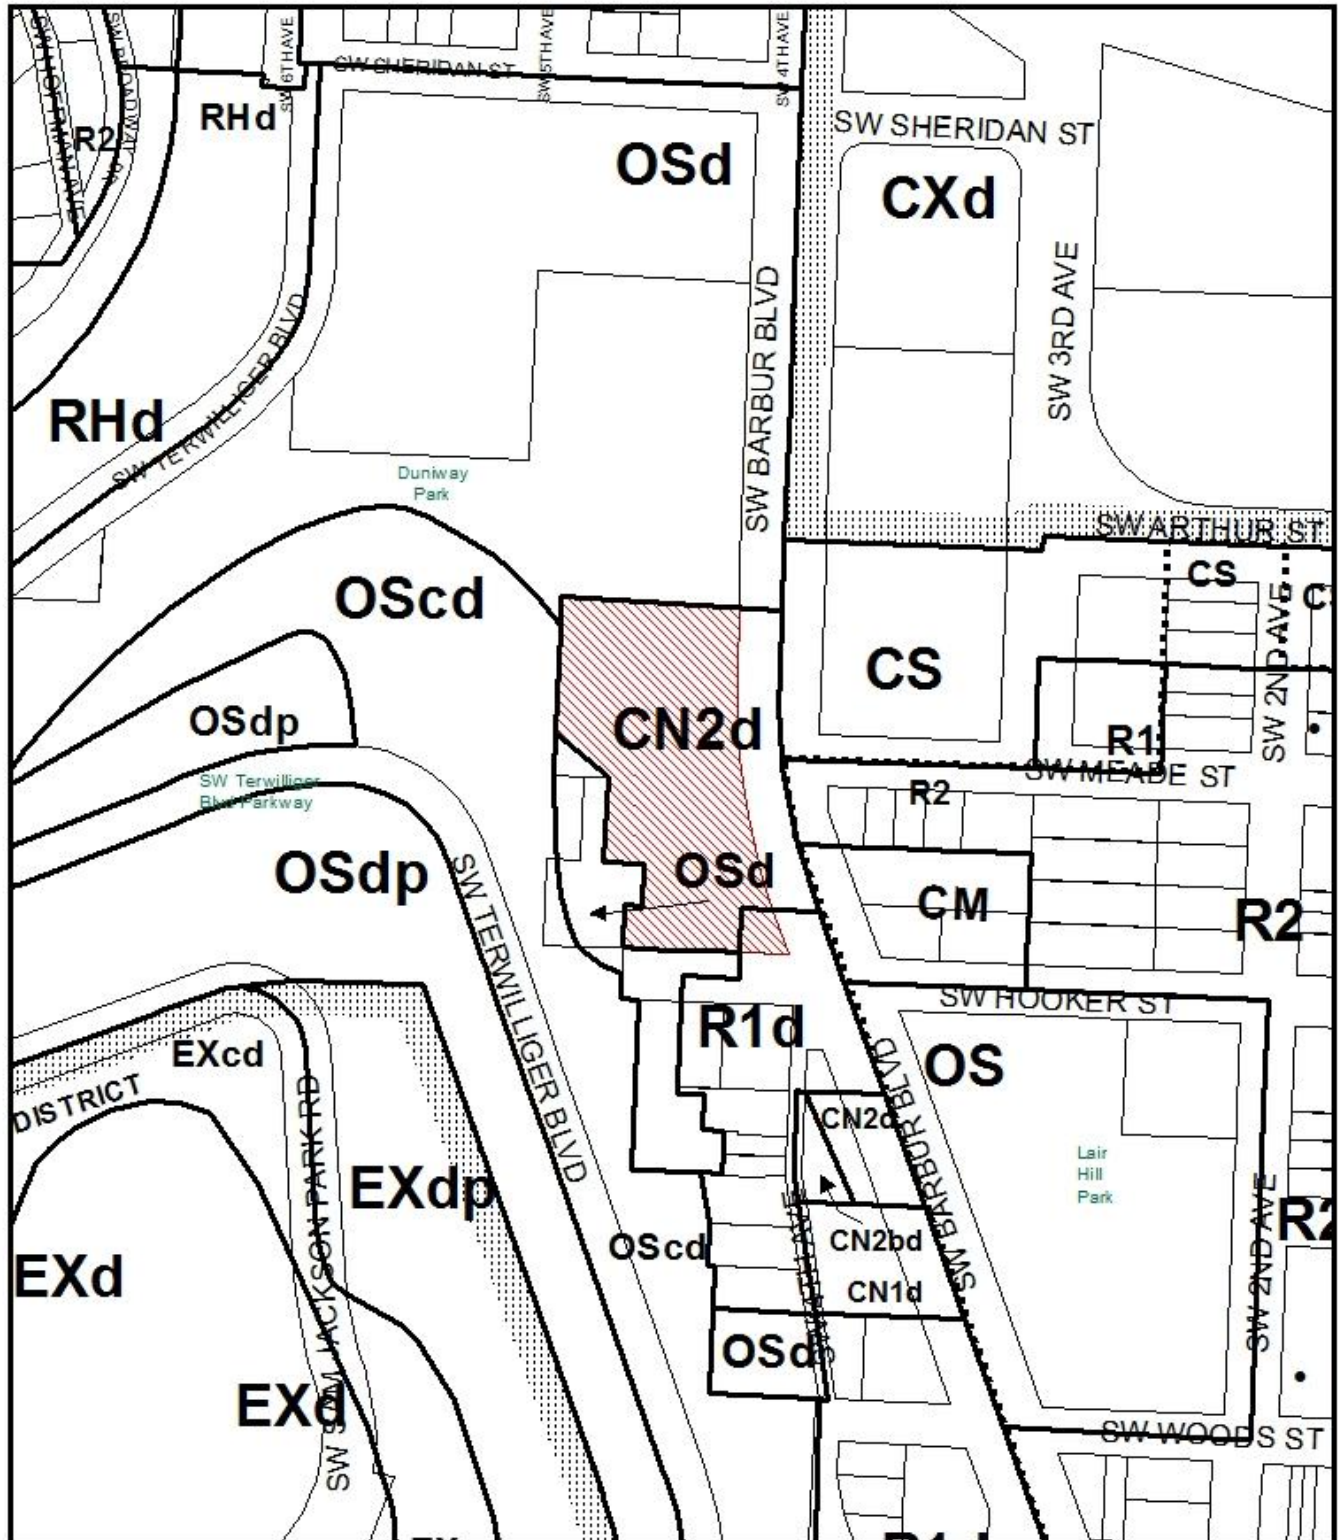 SW 6TH AVE
SW 5TH AVE
SW 4TH AVE
SW SHERIDAN ST
RHd
R2
OSd
SW SHERIDAN ST
CXd
SW 3RD AVE
SW BARBUR BLVD
SW TERWILLIGER BLVD
RHd
Duniway
Park
SW ARTHUR ST
CS
OScd
CS
SW 2ND AVE
OSdp
CN2d
R1
SW MEADE ST
SW Terwilliger
Blvd Parkway
R2
OSdp
OSd
CM
R2
SW TERWILLIGER BLVD
SW HOOKER ST
R1d
EXcd
OS
SW BARBUR BLVD
DISTRICT
CN2d
Lair
Hill
Park
SW SAM JACKSON PARK RD
EXdp
R2
SW 2ND AVE
OScd
CN2bd
EXd
CN1d
OSd
EXd
SW WOODS ST